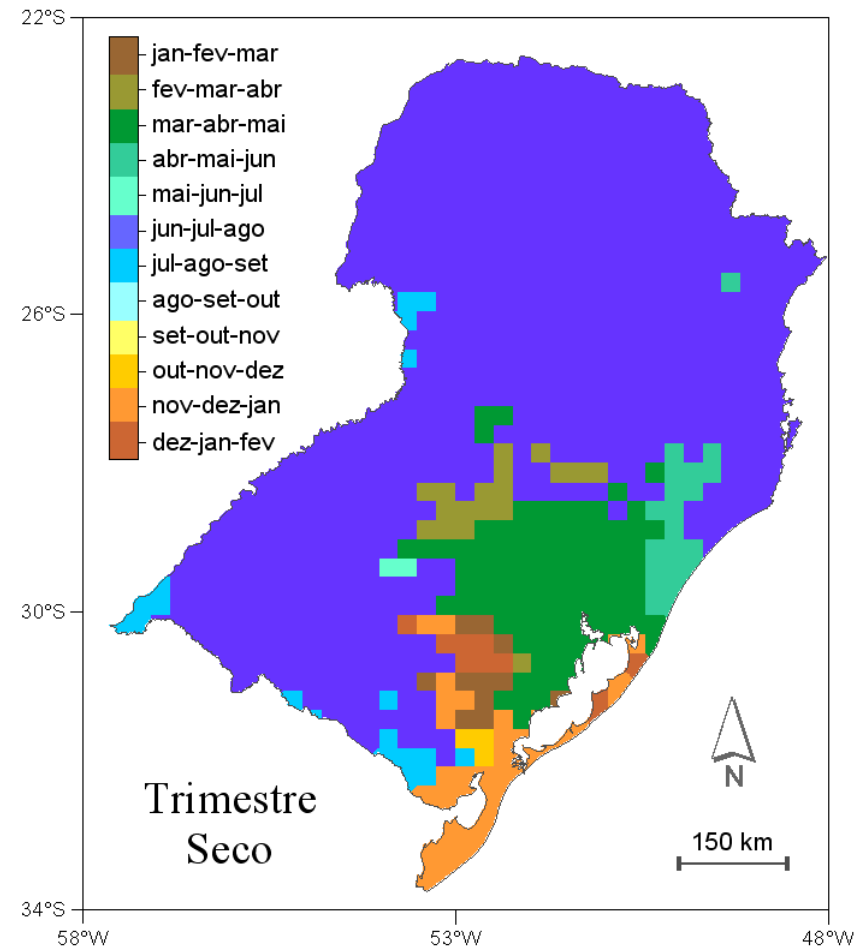 22°S
jan-fev-mar
fev-mar-abr
mar-abr-mai
abr-mai-jun
mai-jun-jul
jun-jul-ago
jul-ago-set
ago-set-out
set-out-nov
out-nov-dez
nov-dez-jan
dez-jan-fev
26°S
30°S
N
Trimestre
Seco
150 km
34°S
58°W
53°W
48°W